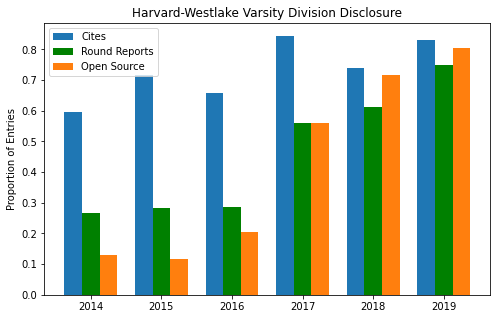 Harvard-Westlake Varsity Division Disclosure
Cites
Round Reports
Open Source
Proportion of Entries
0.8
0.7
0.6
0.5
0.4
0.3
0.2
0.1
0.0
2014 2015 2016 2017 2018 2019